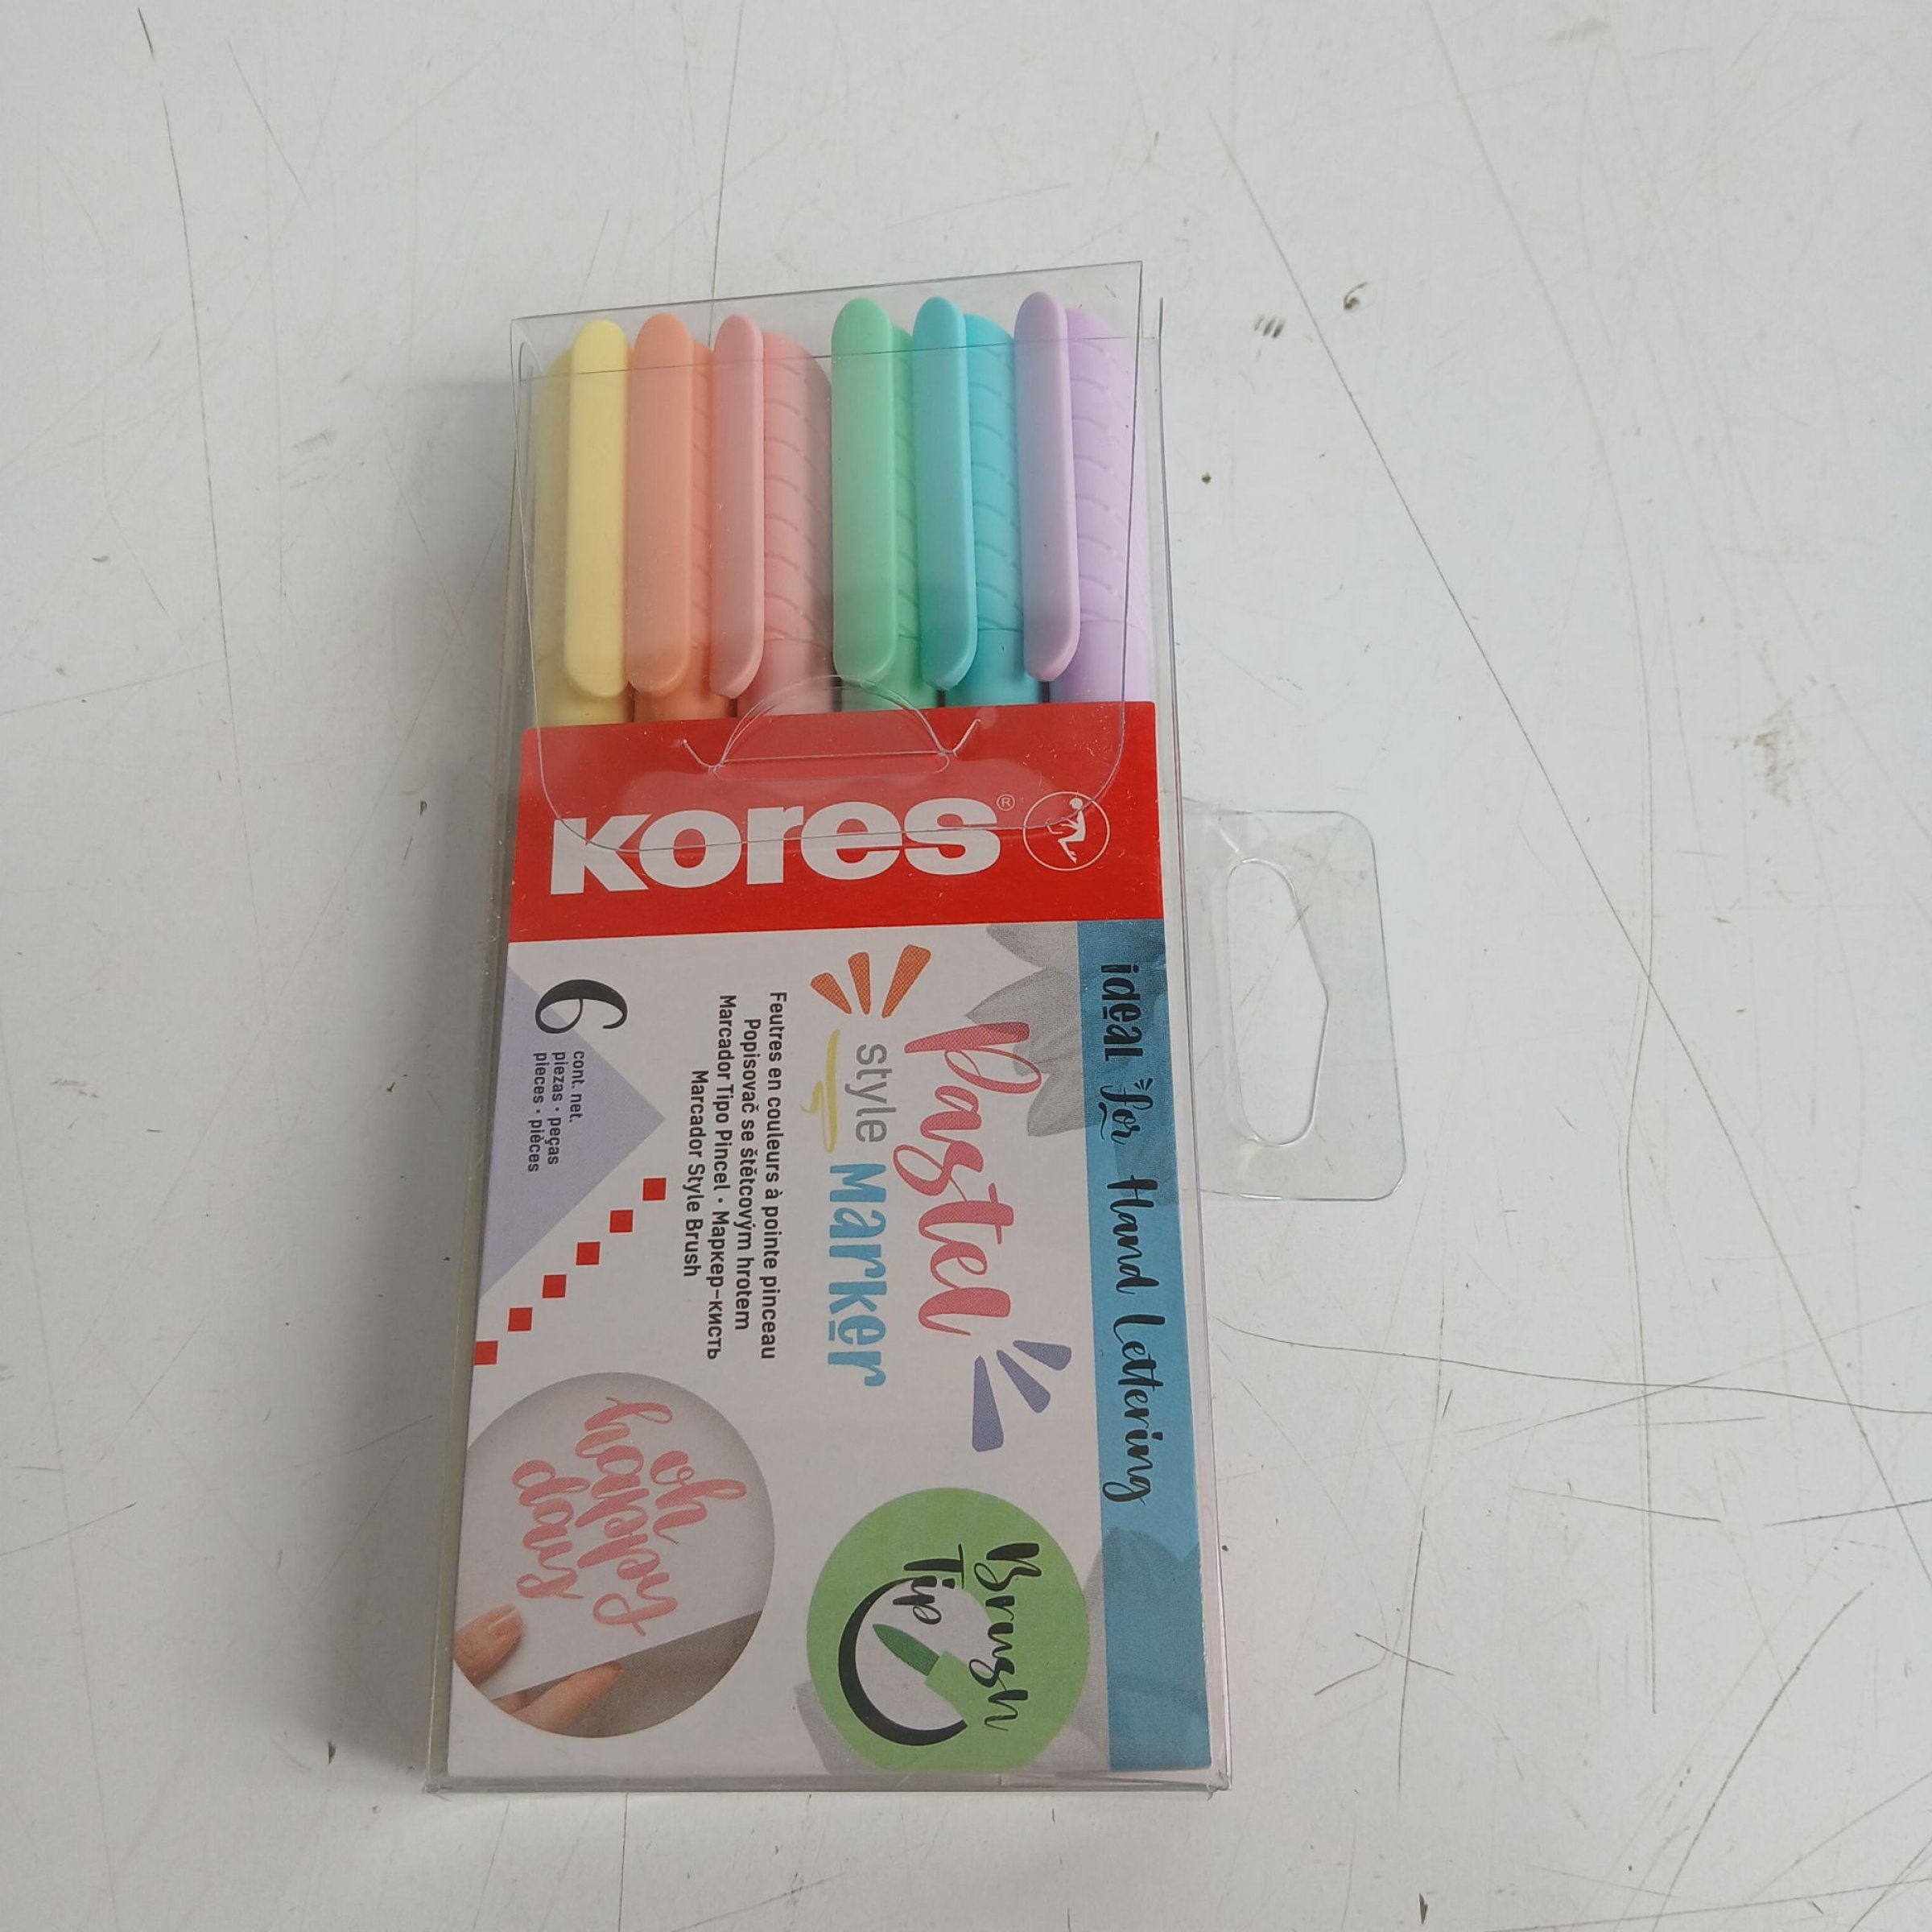 kores®
ideal for Hand Lettering
Pastel
style Marker
Feutres en couleurs à pointe pinceau
Popisovač se štětcovým hrotem
Marcador Tipo Pincel · Маркер-кисть
Marcador Style Brush
6
cont. net.
piezas · peças
pieces · pièces
Brush
Tip
oh
happy
day